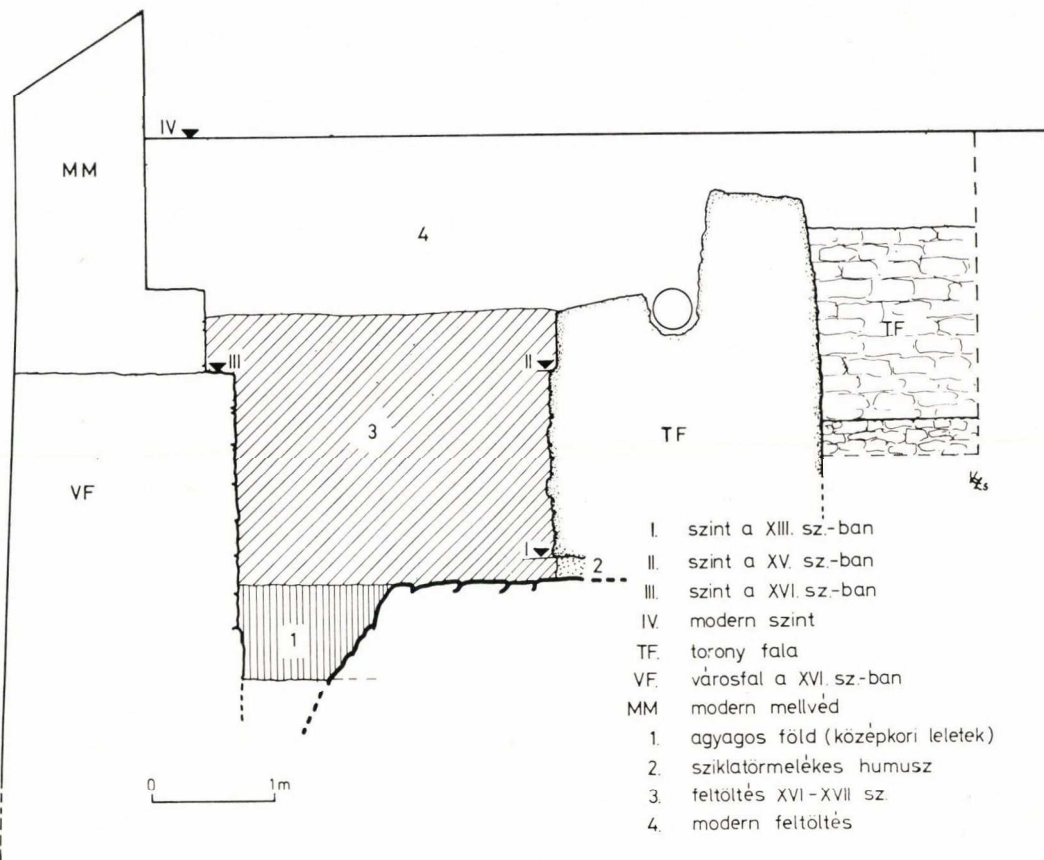 IV
MM
4
TF
III
II
3
TF
VF
I
2
1
0 1m
I. szint a XIII. sz.-ban
II. szint a XV. sz.-ban
III. szint a XVI. sz.-ban
IV. modern szint
TF. torony fala
VF. városfal a XVI. sz.-ban
MM modern mellvéd
1. agyagos föld (középkori leletek)
2. sziklatörmelékes humusz
3. feltöltés XVI-XVII sz.
4. modern feltöltés